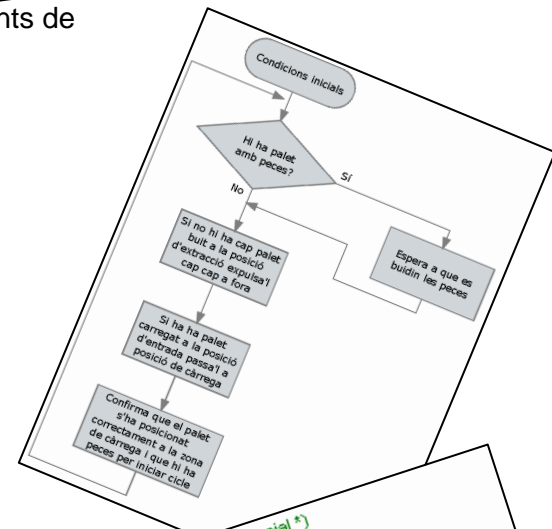 nts de
Condicions inicials
Hi ha palet
amb peces?
Sí
No
Espera a que es
buidin les peces
Si no hi ha cap palet
buit a la posició
d'extracció expulsa'l
cap cap a fora
Si ha ha palet
carregat a la posició
d'entrada passa'l a
posició de càrrega
Confirma que el palet
s'ha posicionat
correctament a la zona
de càrrega i que hi ha
peces per iniciar cicle
ial *)